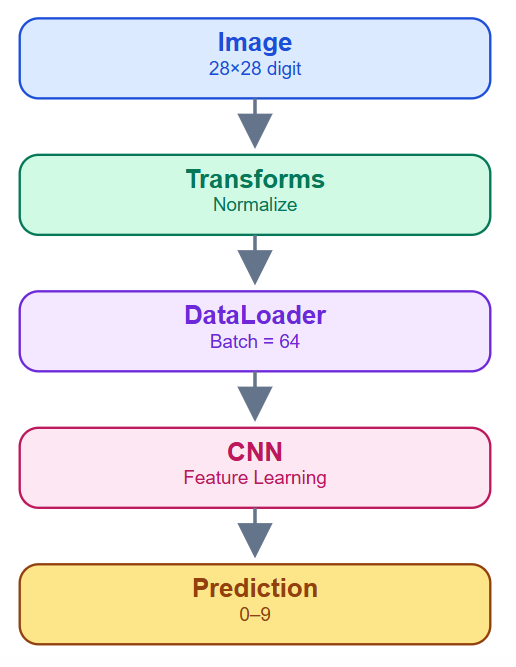 Image
28×28 digit
Transforms
Normalize
DataLoader
Batch = 64
CNN
Feature Learning
Prediction
0–9